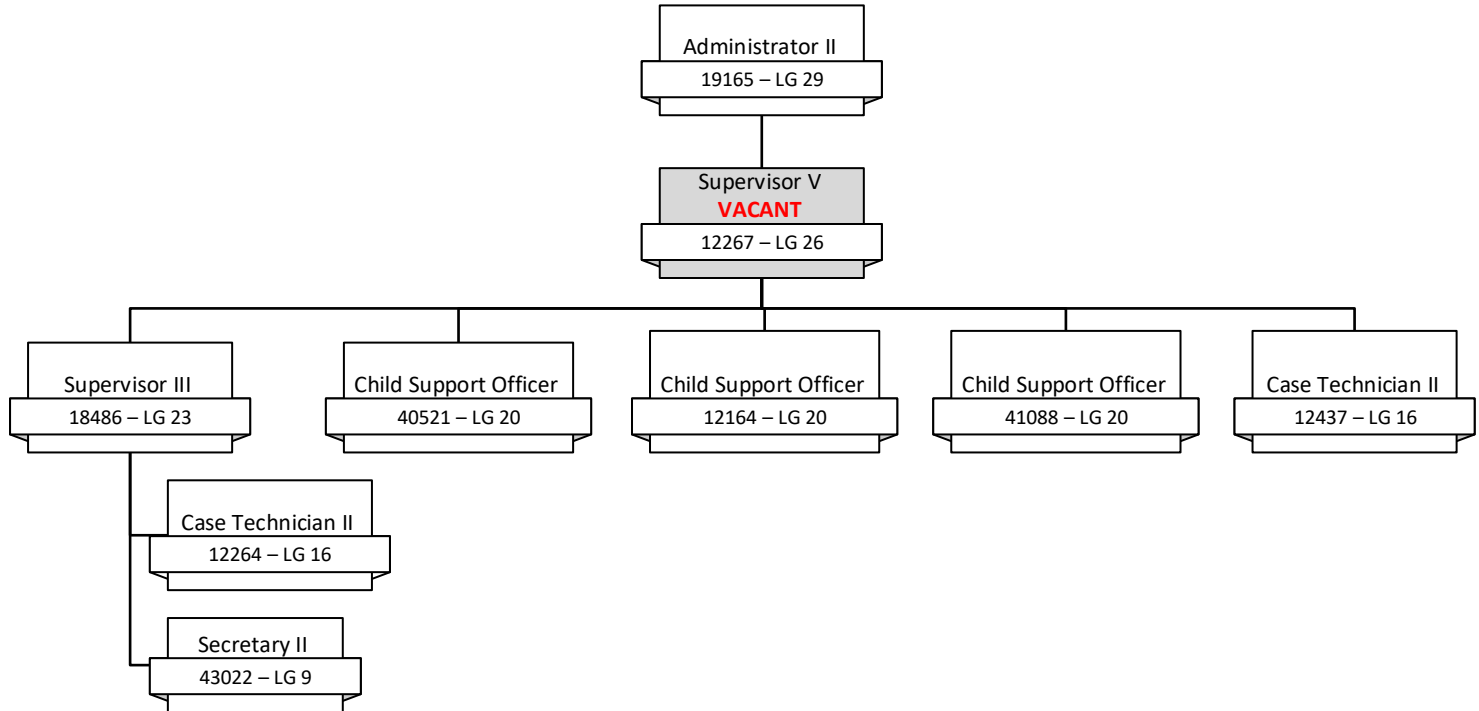 Administrator II
19165 – LG 29
Supervisor V
VACANT
12267 – LG 26
Supervisor III
18486 – LG 23
Child Support Officer
40521 – LG 20
Child Support Officer
12164 – LG 20
Child Support Officer
41088 – LG 20
Case Technician II
12437 – LG 16
Case Technician II
12264 – LG 16
Secretary II
43022 – LG 9